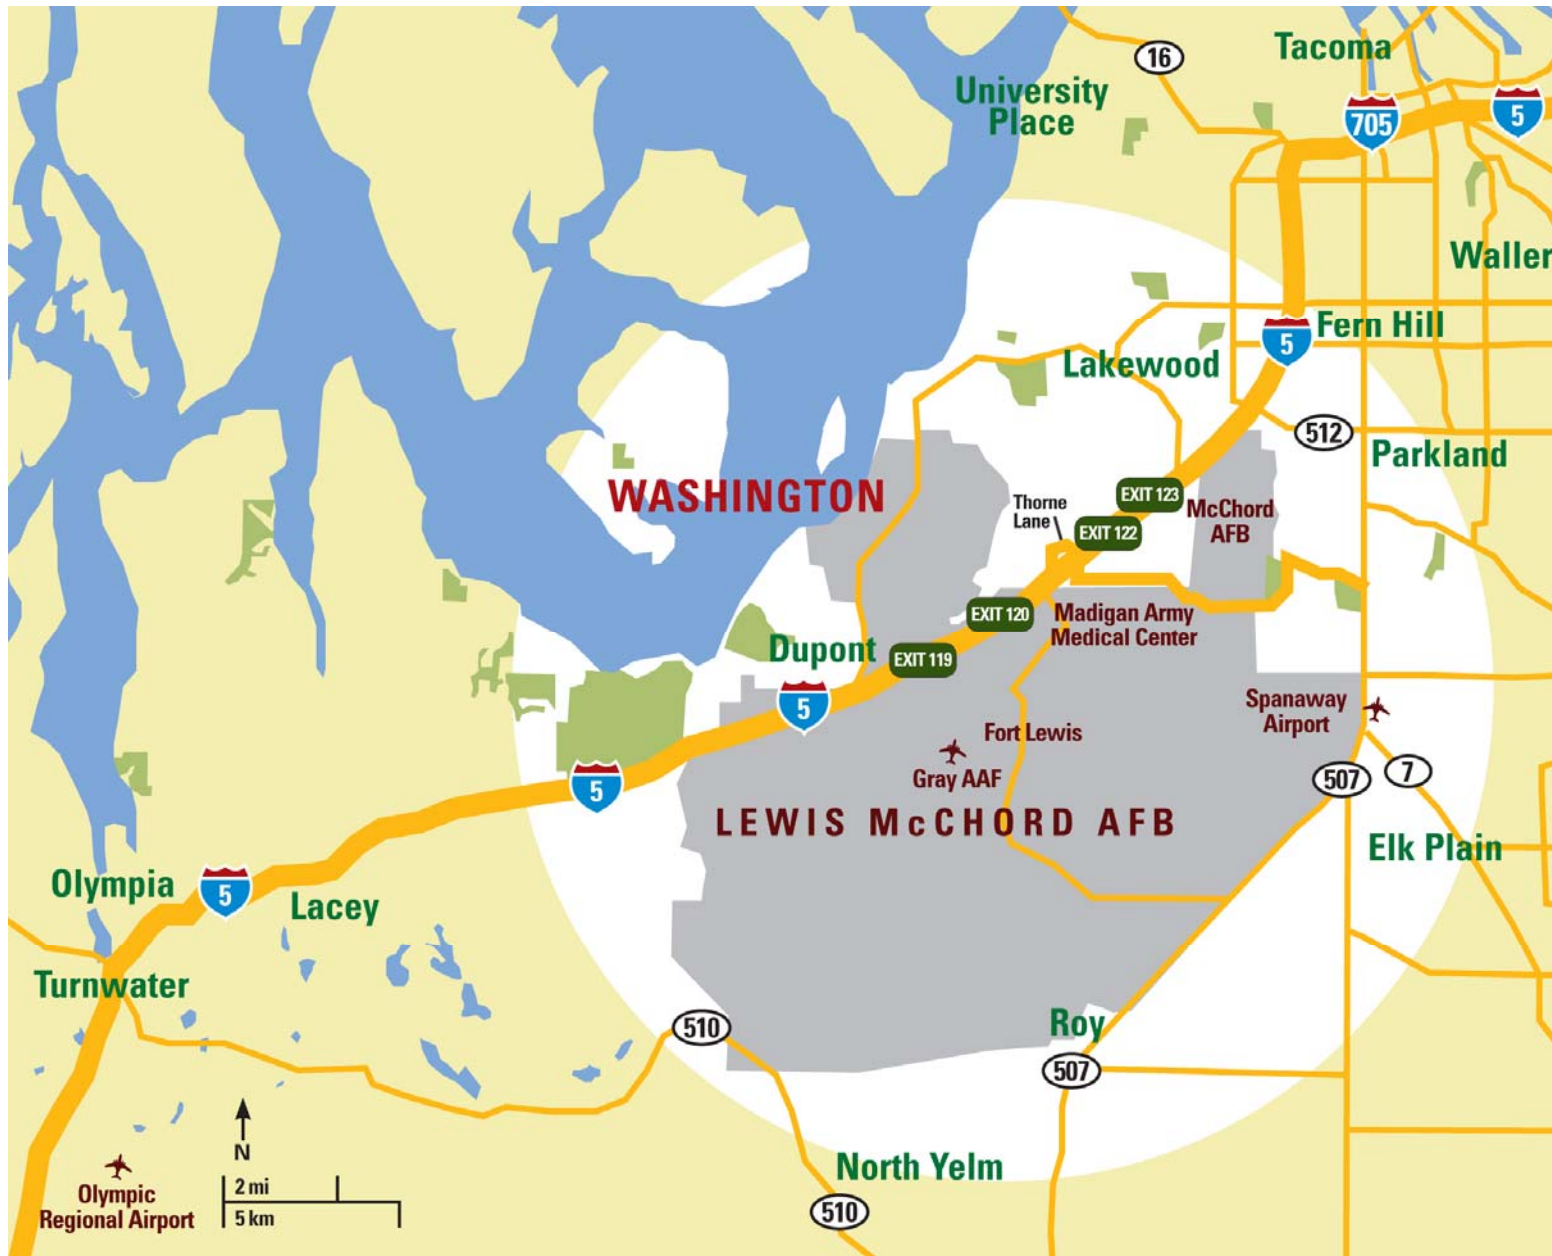 16
Tacoma
University
Place
705
5
Waller
5
Fern Hill
Lakewood
512
Parkland
WASHINGTON
Thorne
Lane
EXIT 123
McChord
AFB
EXIT 122
EXIT 120
Madigan Army
Medical Center
Dupont
EXIT 119
5
Spanaway
Airport
Fort Lewis
Gray AAF
5
507
7
LEWIS McCHORD AFB
Elk Plain
Olympia
5
Lacey
Turnwater
510
Roy
507
N
2 mi
5 km
Olympic
Regional Airport
North Yelm
510